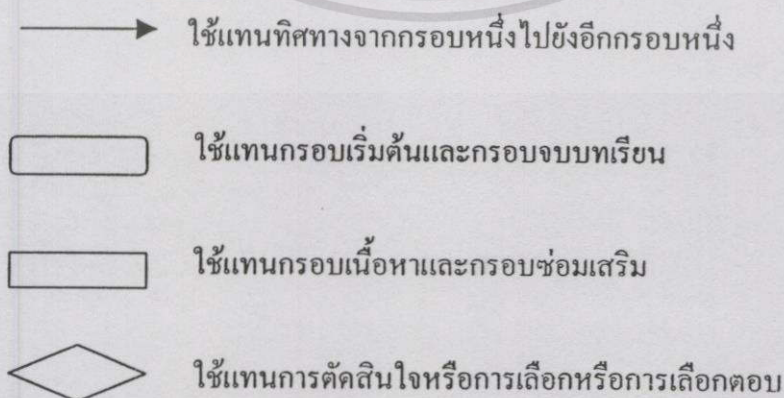 ใช้แทนทิศทางจากกรอบหนึ่งไปยังอีกกรอบหนึ่ง
ใช้แทนกรอบเริ่มต้นและกรอบจบบทเรียน
ใช้แทนกรอบเนื้อหาและกรอบซ่อมเสริม
ใช้แทนการตัดสินใจหรือการเลือกหรือการเลือกตอบ